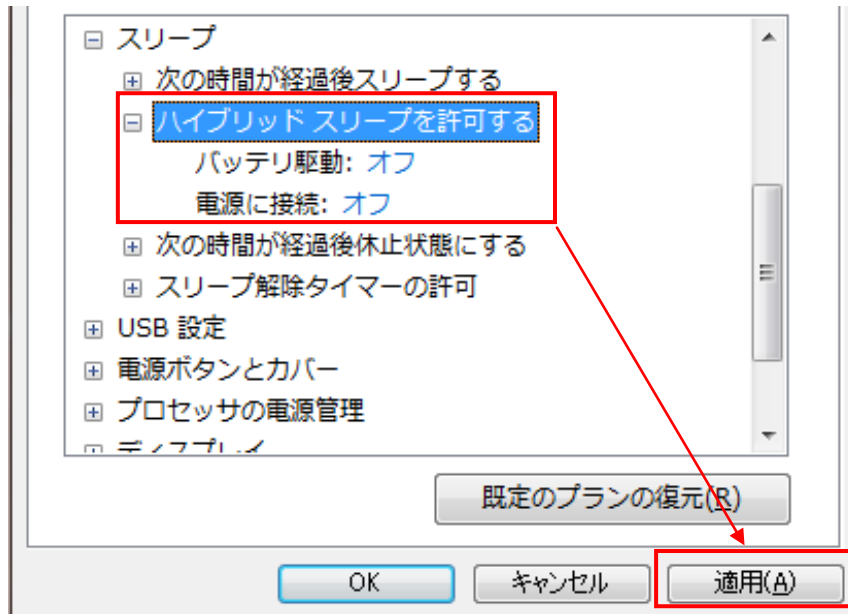 スリープ
次の時間が経過後スリープする
ハイブリッド スリープを許可する
バッテリ駆動: オフ
電源に接続: オフ
次の時間が経過後休止状態にする
スリープ解除タイマーの許可
USB 設定
電源ボタンとカバー
プロセッサの電源管理
ディスプレイ
既定のプランの復元(R)
OK キャンセル 適用(A)